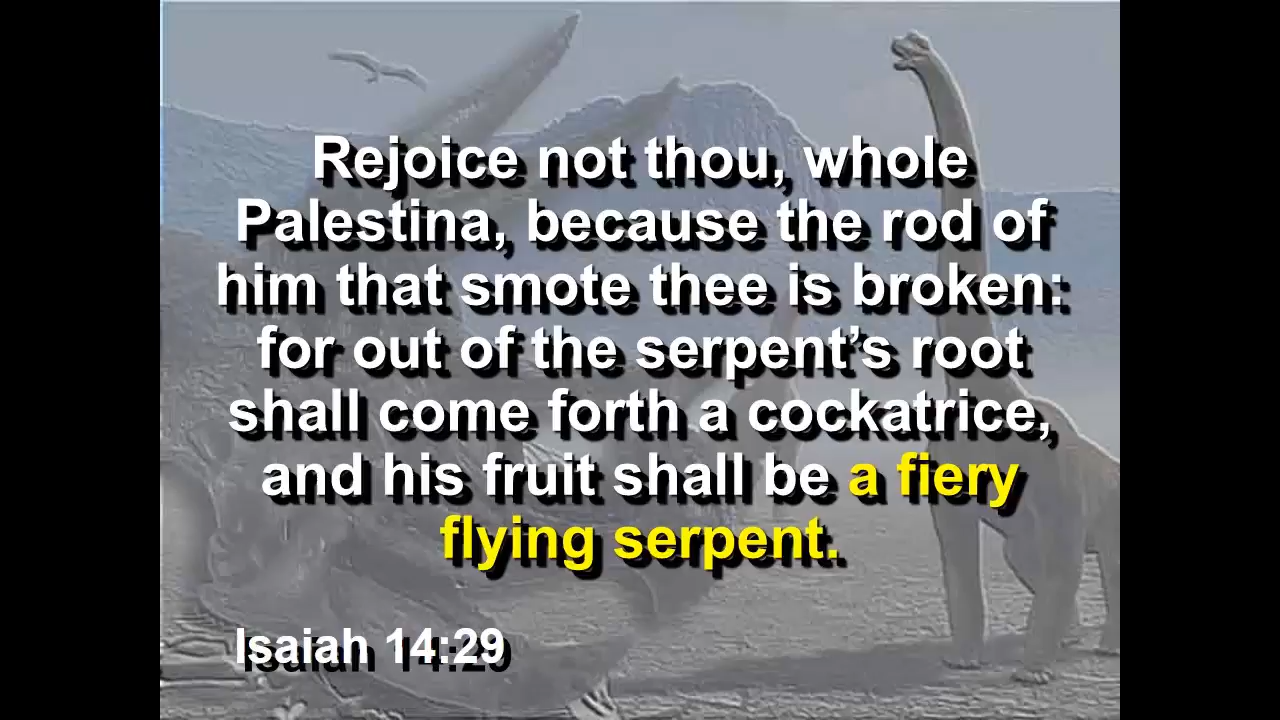 Rejoice not thou, whole
Palestina, because the rod of
him that smote thee is broken:
for out of the serpent’s root
shall come forth a cockatrice,
and his fruit shall be a fiery
flying serpent.
Isaiah 14:29